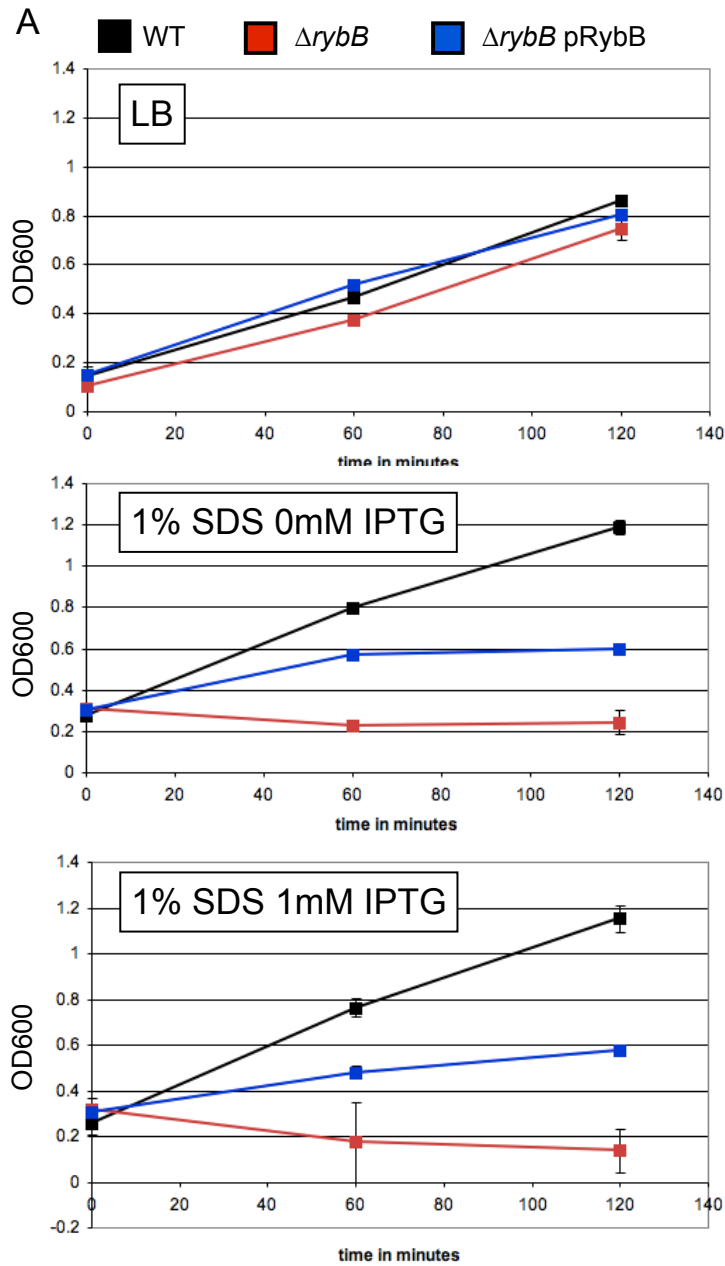 A
WT ΔrybB ΔrybB pRybB
1.4
LB
1.2
1
0.8
0.6
0.4
0.2
0
OD600
0 20 40 60 80 100 120 140
time in minutes
1.4
1% SDS 0mM IPTG
1.2
1
0.8
0.6
0.4
0.2
0
OD600
0 20 40 60 80 100 120 140
time in minutes
1.4
1% SDS 1mM IPTG
1.2
1
0.8
0.6
0.4
0.2
0
-0.2
OD600
0 20 40 60 80 100 120 140
time in minutes